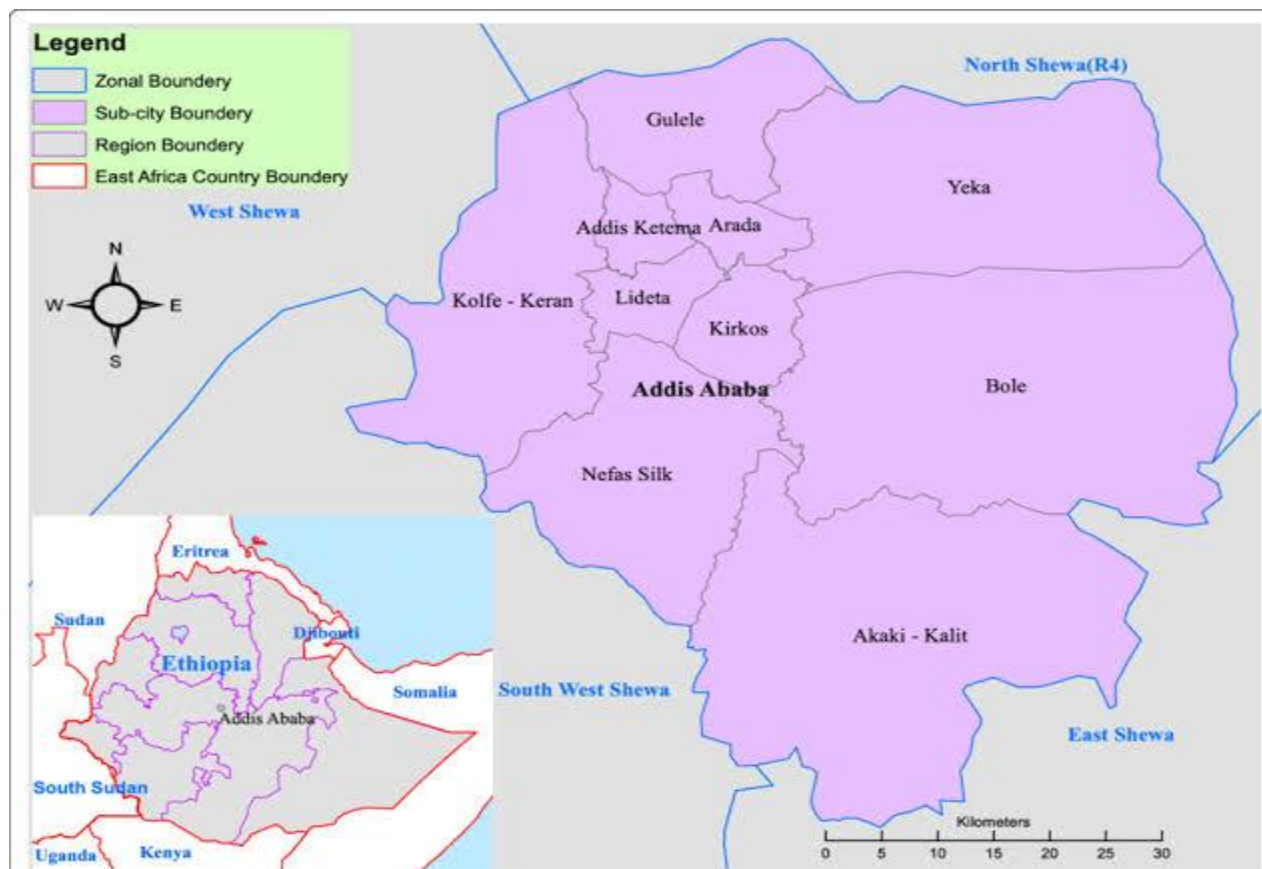 Legend
Zonal Boundery
Sub-city Boundery
Region Boundery
East Africa Country Boundery
North Shewa(R4)
Gulele
Yeka
West Shewa
Addis Ketema
Arada
N
W
E
S
Kolfe - Keran
Lideta
Kirkos
Addis Ababa
Bole
Nefas Silk
Akaki - Kalit
South West Shewa
East Shewa
Eritrea
Sudan
Djibouti
Ethiopia
Somalia
Addis Ababa
South Sudan
Uganda
Kenya
Kilometers
0 5 10 15 20 25 30